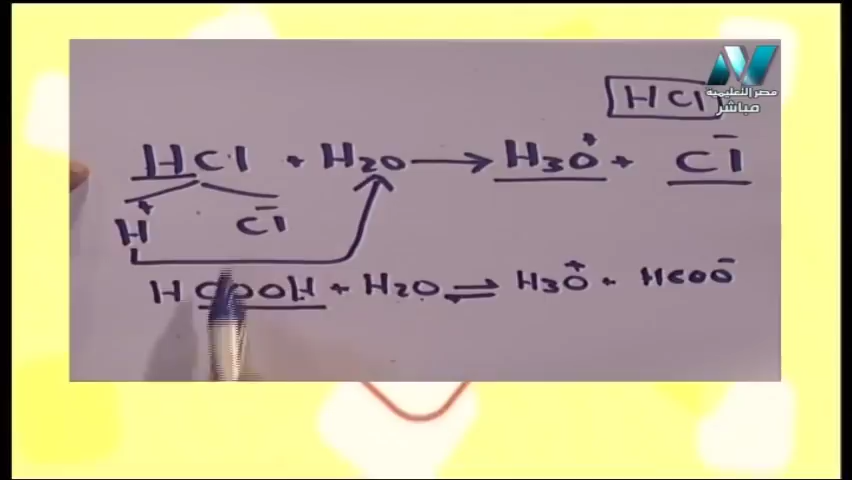 HCl
مصر التعليمية
مباشر
HCl + H2O → H3O+ + Cl-
H+ Cl-
HCOOH + H2O ⇌ H3O+ + HCOO-